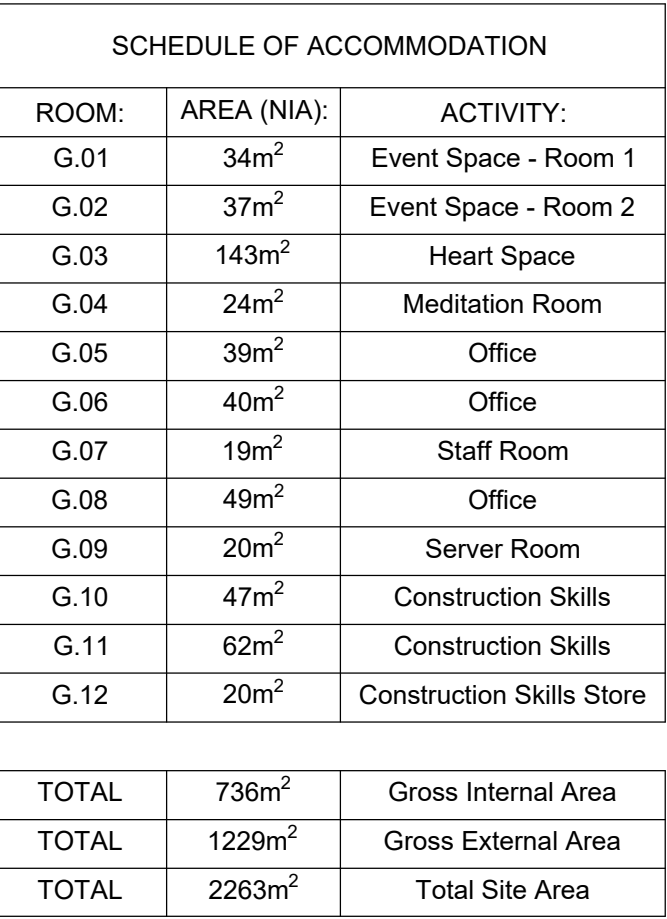 SCHEDULE OF ACCOMMODATION
ROOM: AREA (NIA): ACTIVITY:
G.01 34m² Event Space - Room 1
G.02 37m² Event Space - Room 2
G.03 143m² Heart Space
G.04 24m² Meditation Room
G.05 39m² Office
G.06 40m² Office
G.07 19m² Staff Room
G.08 49m² Office
G.09 20m² Server Room
G.10 47m² Construction Skills
G.11 62m² Construction Skills
G.12 20m² Construction Skills Store
TOTAL 736m² Gross Internal Area
TOTAL 1229m² Gross External Area
TOTAL 2263m² Total Site Area